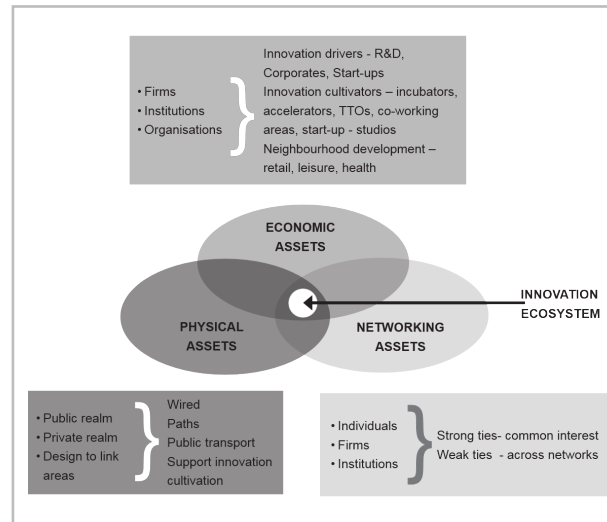 • Firms
• Institutions
• Organisations
Innovation drivers - R&D,
Corporates, Start-ups
Innovation cultivators – incubators,
accelerators, TTOs, co-working
areas, start-up - studios
Neighbourhood development –
retail, leisure, health
ECONOMIC
ASSETS
PHYSICAL
ASSETS
NETWORKING
ASSETS
INNOVATION
ECOSYSTEM
• Public realm
• Private realm
• Design to link
areas
Wired
Paths
Public transport
Support innovation
cultivation
• Individuals
• Firms
• Institutions
Strong ties- common interest
Weak ties - across networks